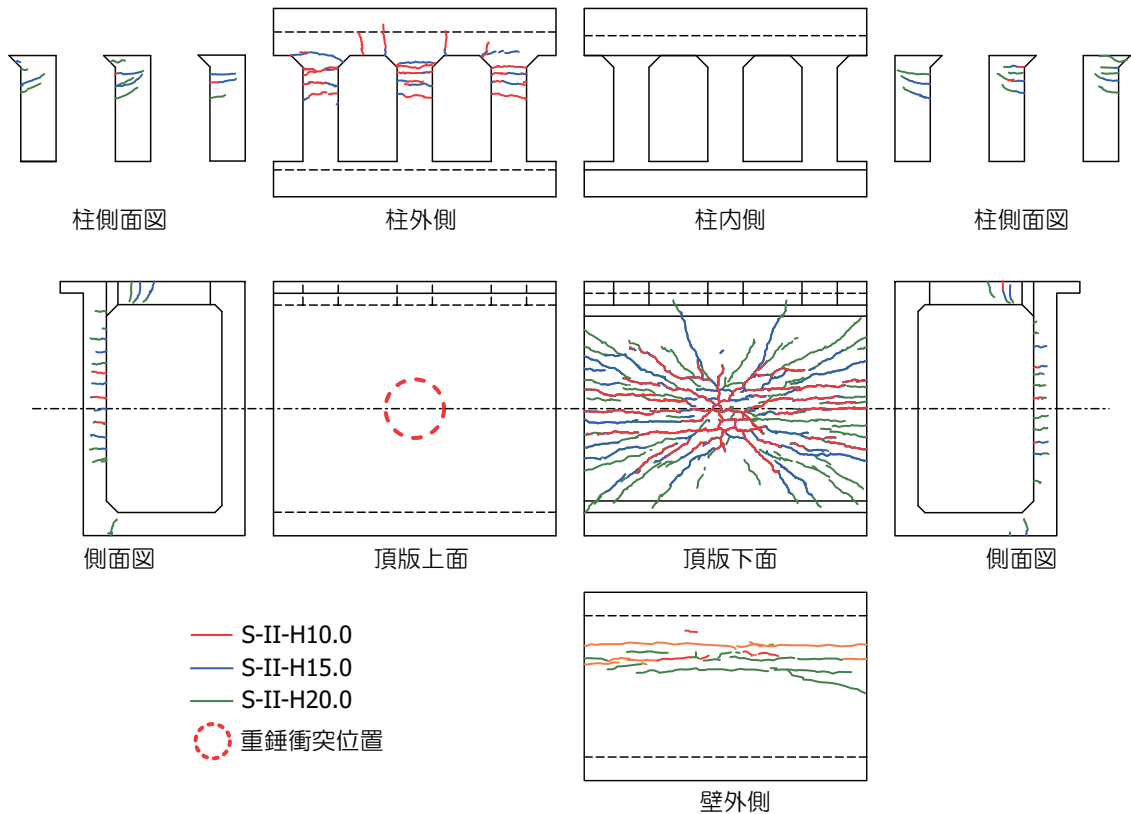 柱側面図
柱外側
柱内側
柱側面図
側面図
頂版上面
頂版下面
側面図
S-II-H10.0
S-II-H15.0
S-II-H20.0
重錘衝突位置
壁外側